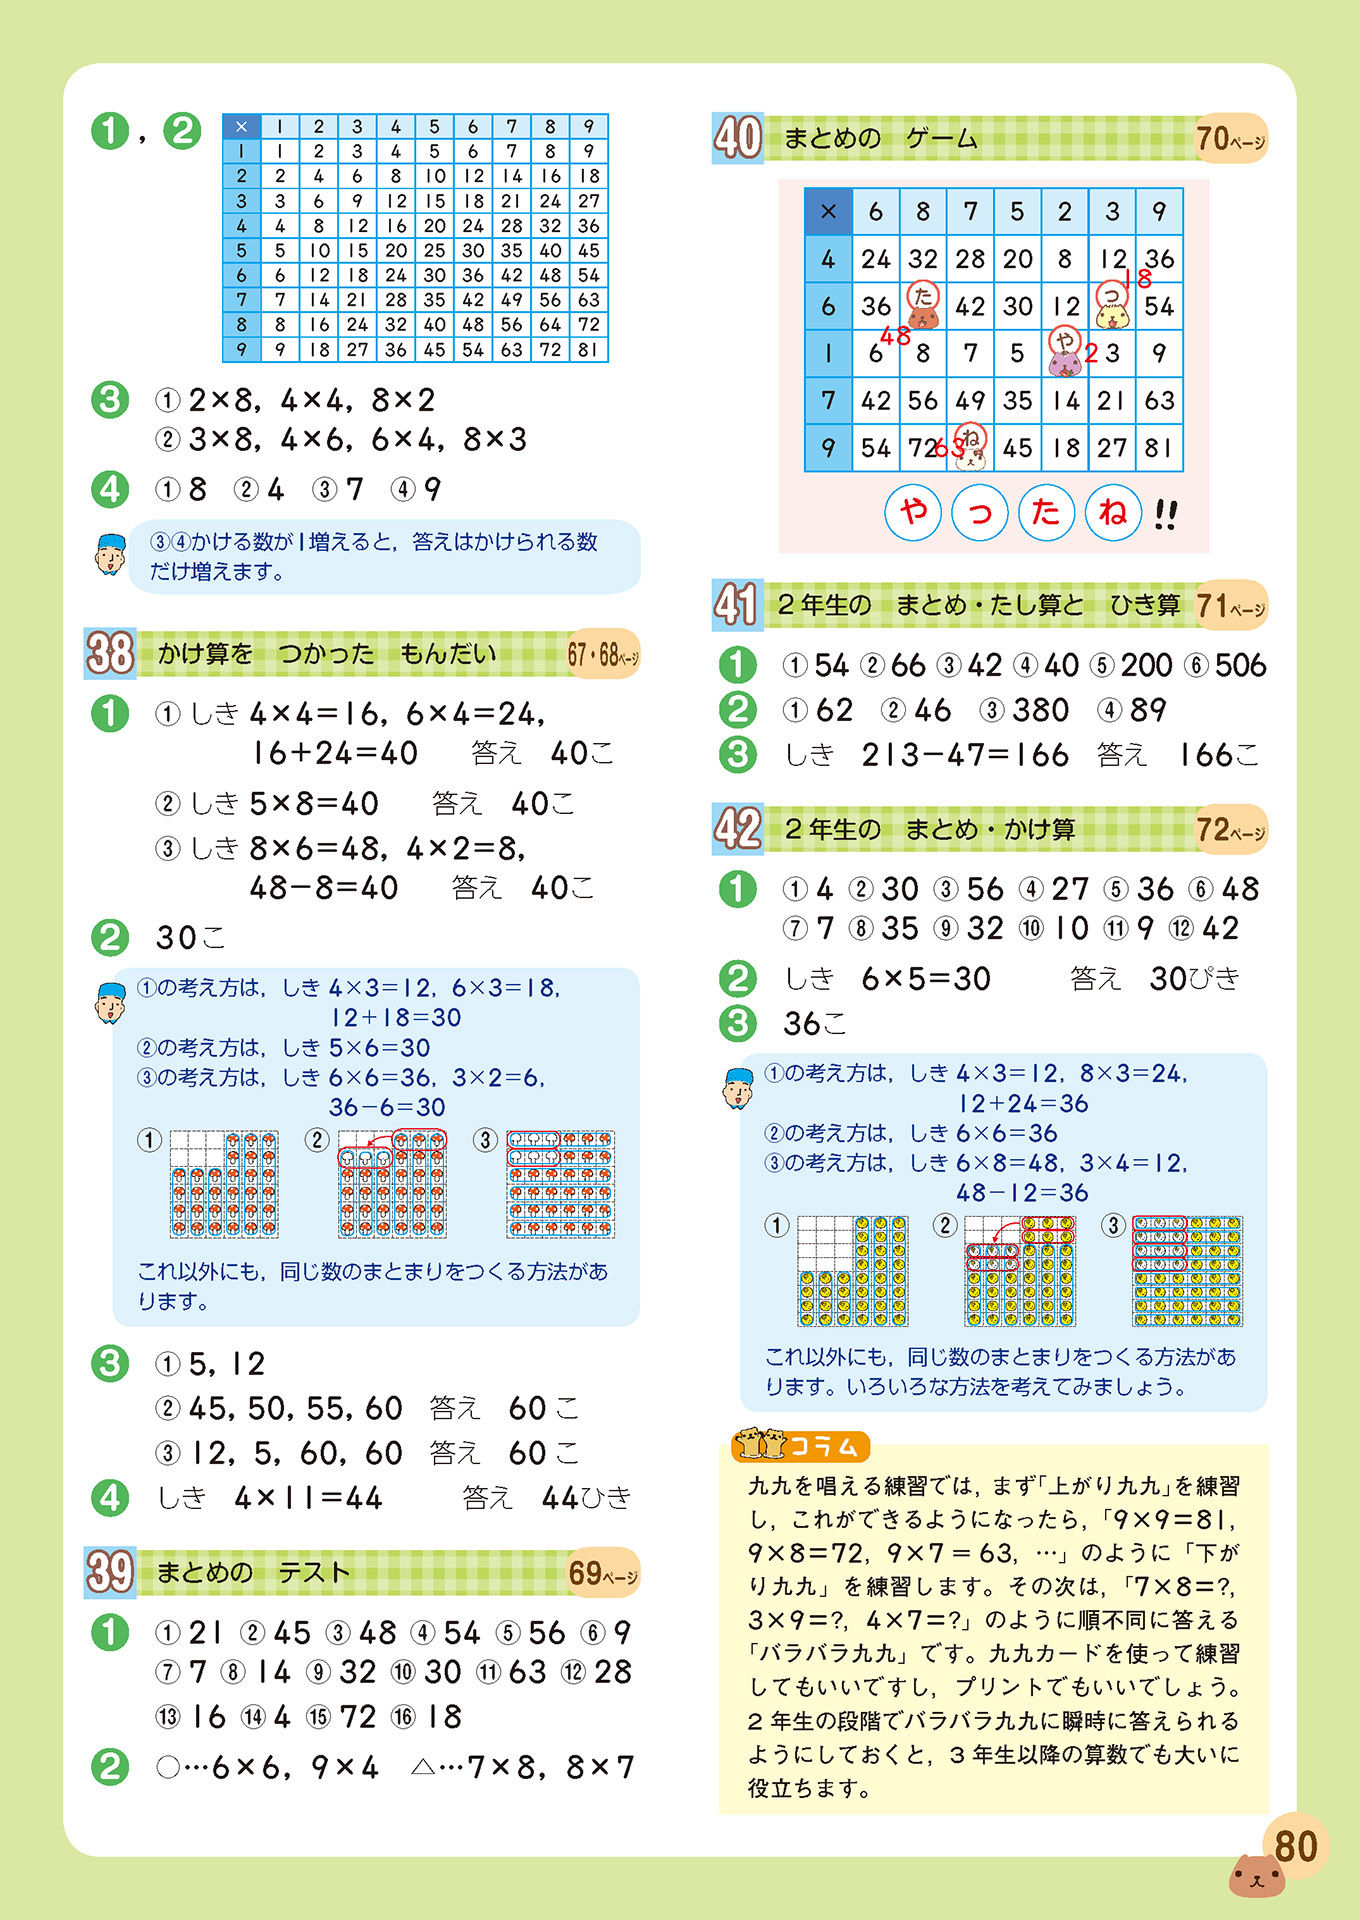 ❶，❷
× 1 2 3 4 5 6 7 8 9
1 1 2 3 4 5 6 7 8 9
2 2 4 6 8 10 12 14 16 18
3 3 6 9 12 15 18 21 24 27
4 4 8 12 16 20 24 28 32 36
5 5 10 15 20 25 30 35 40 45
6 6 12 18 24 30 36 42 48 54
7 7 14 21 28 35 42 49 56 63
8 8 16 24 32 40 48 56 64 72
9 9 18 27 36 45 54 63 72 81
❸ ① 2×8，4×4，8×2
② 3×8，4×6，6×4，8×3
❹ ① 8 ② 4 ③ 7 ④ 9
③④かける数が1増えると，答えはかけられる数
だけ増えます。
38 かけ算を つかった もんだい 67・68ページ
❶ ① しき 4×4＝16，6×4＝24，
16＋24＝40 答え 40こ
② しき 5×8＝40 答え 40こ
③ しき 8×6＝48，4×2＝8，
48－8＝40 答え 40こ
❷ 30こ
①の考え方は，しき 4×3＝12，6×3＝18，
12＋18＝30
②の考え方は，しき 5×6＝30
③の考え方は，しき 6×6＝36，3×2＝6，
36－6＝30
① ② ③
これ以外にも，同じ数のまとまりをつくる方法があ
ります。
❸ ① 5，12
② 45，50，55，60 答え 60こ
③ 12，5，60，60 答え 60こ
❹ しき 4×11＝44 答え 44ひき
39 まとめの テスト 69ページ
❶ ① 21 ② 45 ③ 48 ④ 54 ⑤ 56 ⑥ 9
⑦ 7 ⑧ 14 ⑨ 32 ⑩ 30 ⑪ 63 ⑫ 28
⑬ 16 ⑭ 4 ⑮ 72 ⑯ 18
❷ ○…6×6，9×4 △…7×8，8×7
40 まとめの ゲーム 70ページ
× 6 8 7 5 2 3 9
4 24 32 28 20 8 12 36
6 36 た 48 42 30 12 つ 18 54
1 6 8 7 5 や 2 3 9
7 42 56 49 35 14 21 63
9 54 72 ね 63 45 18 27 81
や っ た ね !!
41 2年生の まとめ・たし算と ひき算 71ページ
❶ ① 54 ② 66 ③ 42 ④ 40 ⑤ 200 ⑥ 506
❷ ① 62 ② 46 ③ 380 ④ 89
❸ しき 213－47＝166 答え 166こ
42 2年生の まとめ・かけ算 72ページ
❶ ① 4 ② 30 ③ 56 ④ 27 ⑤ 36 ⑥ 48
⑦ 7 ⑧ 35 ⑨ 32 ⑩ 10 ⑪ 9 ⑫ 42
❷ しき 6×5＝30 答え 30ぴき
❸ 36こ
①の考え方は，しき 4×3＝12，8×3＝24，
12＋24＝36
②の考え方は，しき 6×6＝36
③の考え方は，しき 6×8＝48，3×4＝12，
48－12＝36
① ② ③
これ以外にも，同じ数のまとまりをつくる方法があ
ります。いろいろな方法を考えてみましょう。
コラム
九九を唱える練習では，まず「上がり九九」を練習
し，これができるようになったら，「9×9＝81，
9×8＝72，9×7＝63，…」のように「下が
り九九」を練習します。その次は，「7×8＝?，
3×9＝?，4×7＝?」のように順不同に答える
「バラバラ九九」です。九九カードを使って練習
してもいいですし，プリントでもいいでしょう。
2年生の段階でバラバラ九九に瞬時に答えられる
ようにしておくと，3年生以降の算数でも大いに
役立ちます。
80